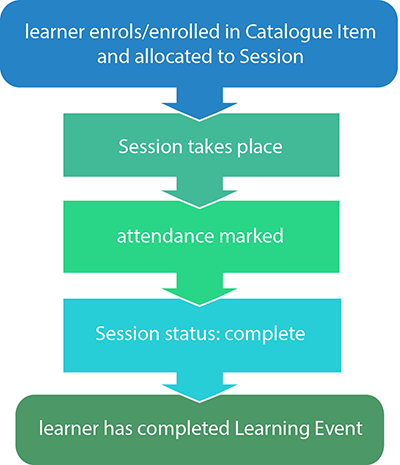 learner enrols/enrolled in Catalogue Item
and allocated to Session
Session takes place
attendance marked
Session status: complete
learner has completed Learning Event